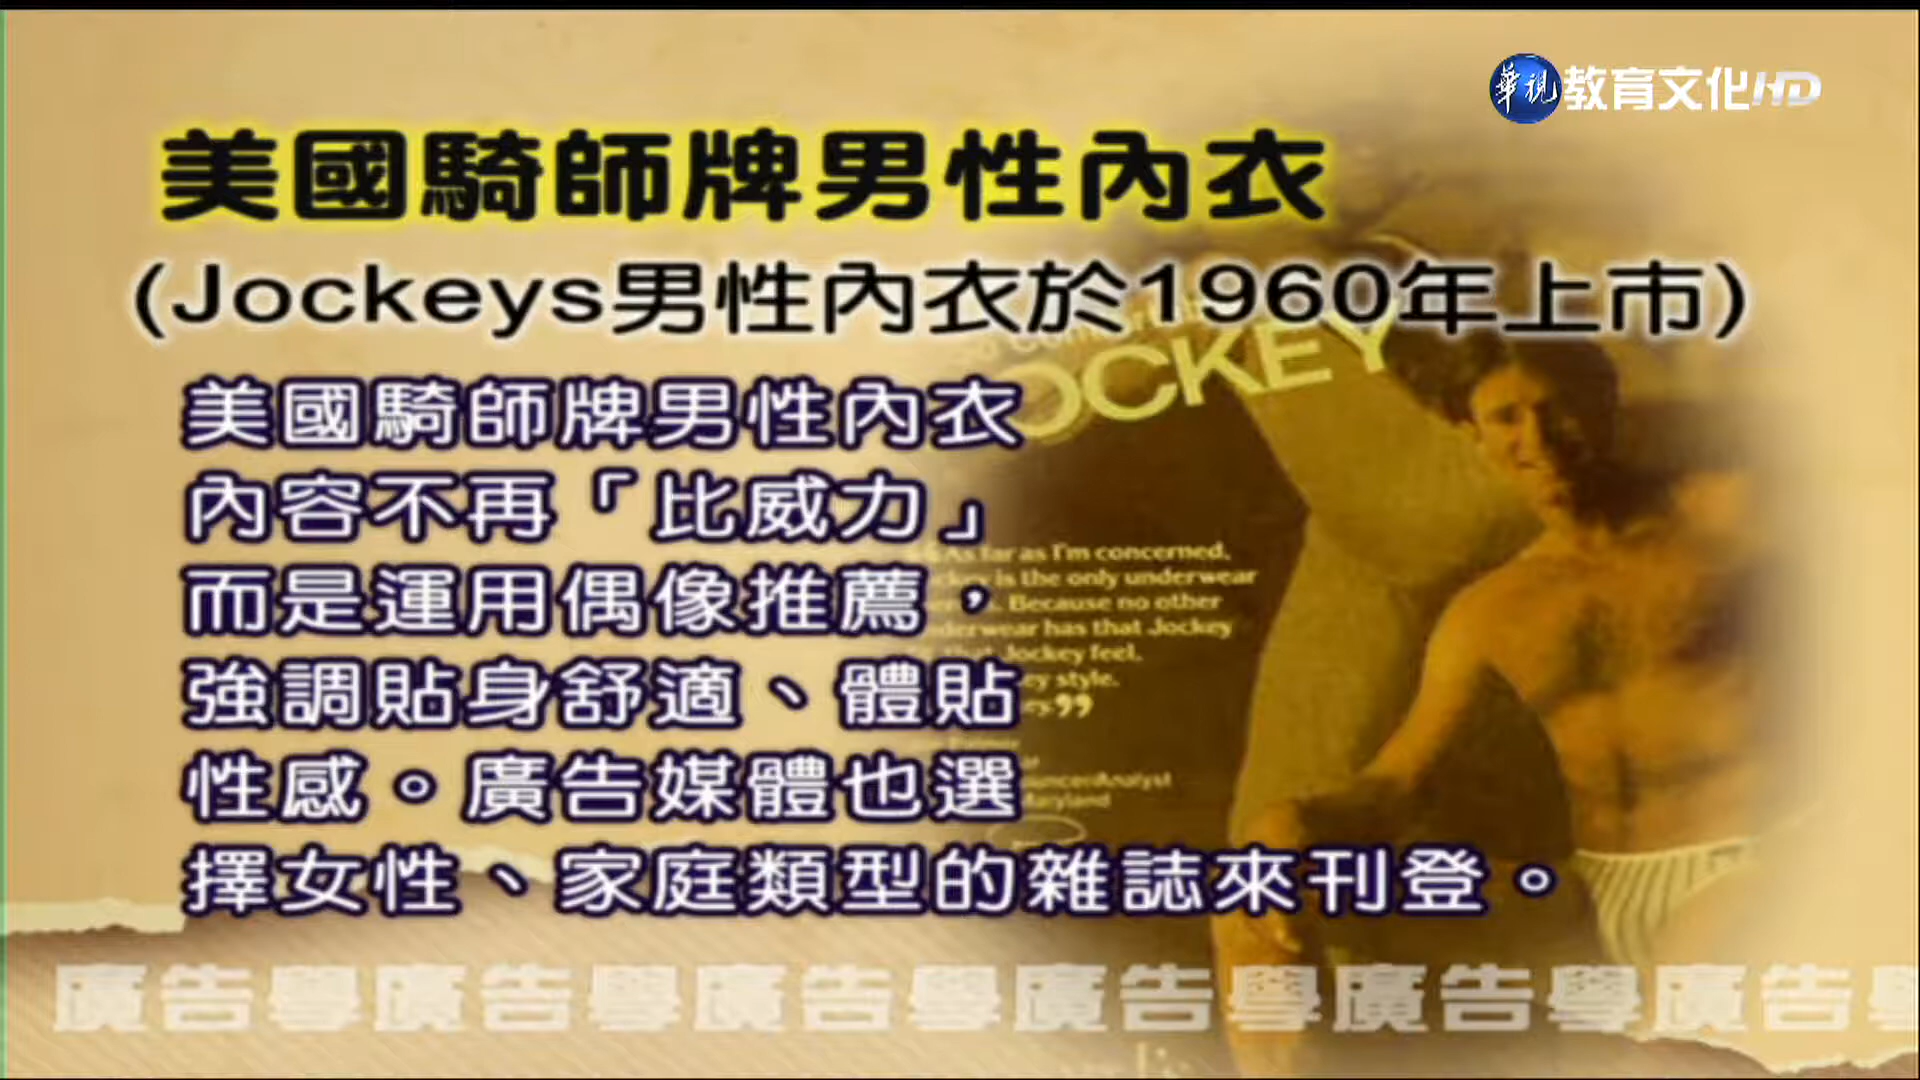 華視 教育文化HD
美國騎師牌男性內衣
(Jockeys男性內衣於1960年上市)
OCKEY
美國騎師牌男性內衣
內容不再「比威力」
而是運用偶像推薦，
強調貼身舒適、體貼
性感。廣告媒體也選
擇女性、家庭類型的雜誌來刊登。
As far as I'm concerned,
is the only underwear
Because no other
underwear has that Jockey
that Jockey feel,
style.
廣告學廣告學廣告學廣告學廣告學廣告